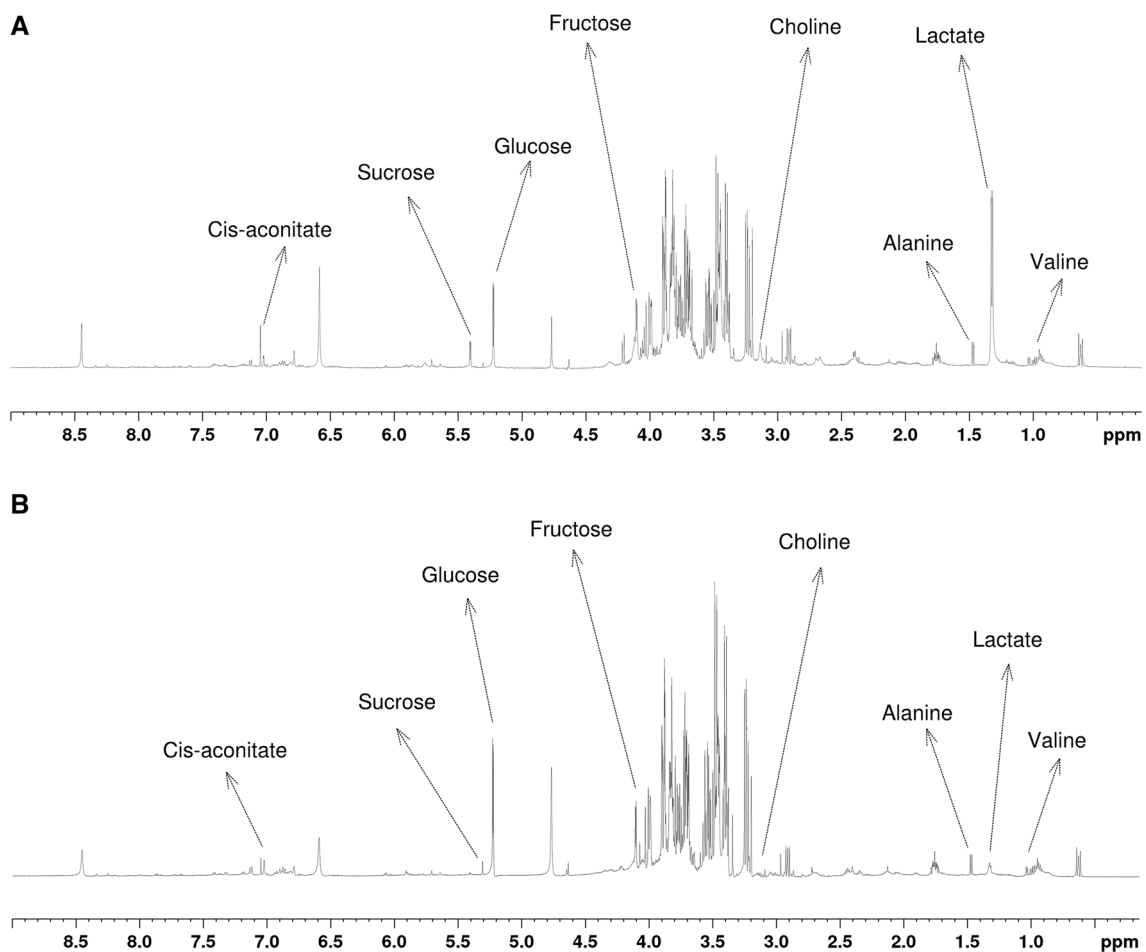 A
Fructose
Choline
Lactate
Glucose
Sucrose
Cis-aconitate
Alanine
Valine
8.5 8.0 7.5 7.0 6.5 6.0 5.5 5.0 4.5 4.0 3.5 3.0 2.5 2.0 1.5 1.0 ppm
B
Fructose
Choline
Glucose
Lactate
Sucrose
Alanine
Valine
Cis-aconitate
8.5 8.0 7.5 7.0 6.5 6.0 5.5 5.0 4.5 4.0 3.5 3.0 2.5 2.0 1.5 1.0 ppm